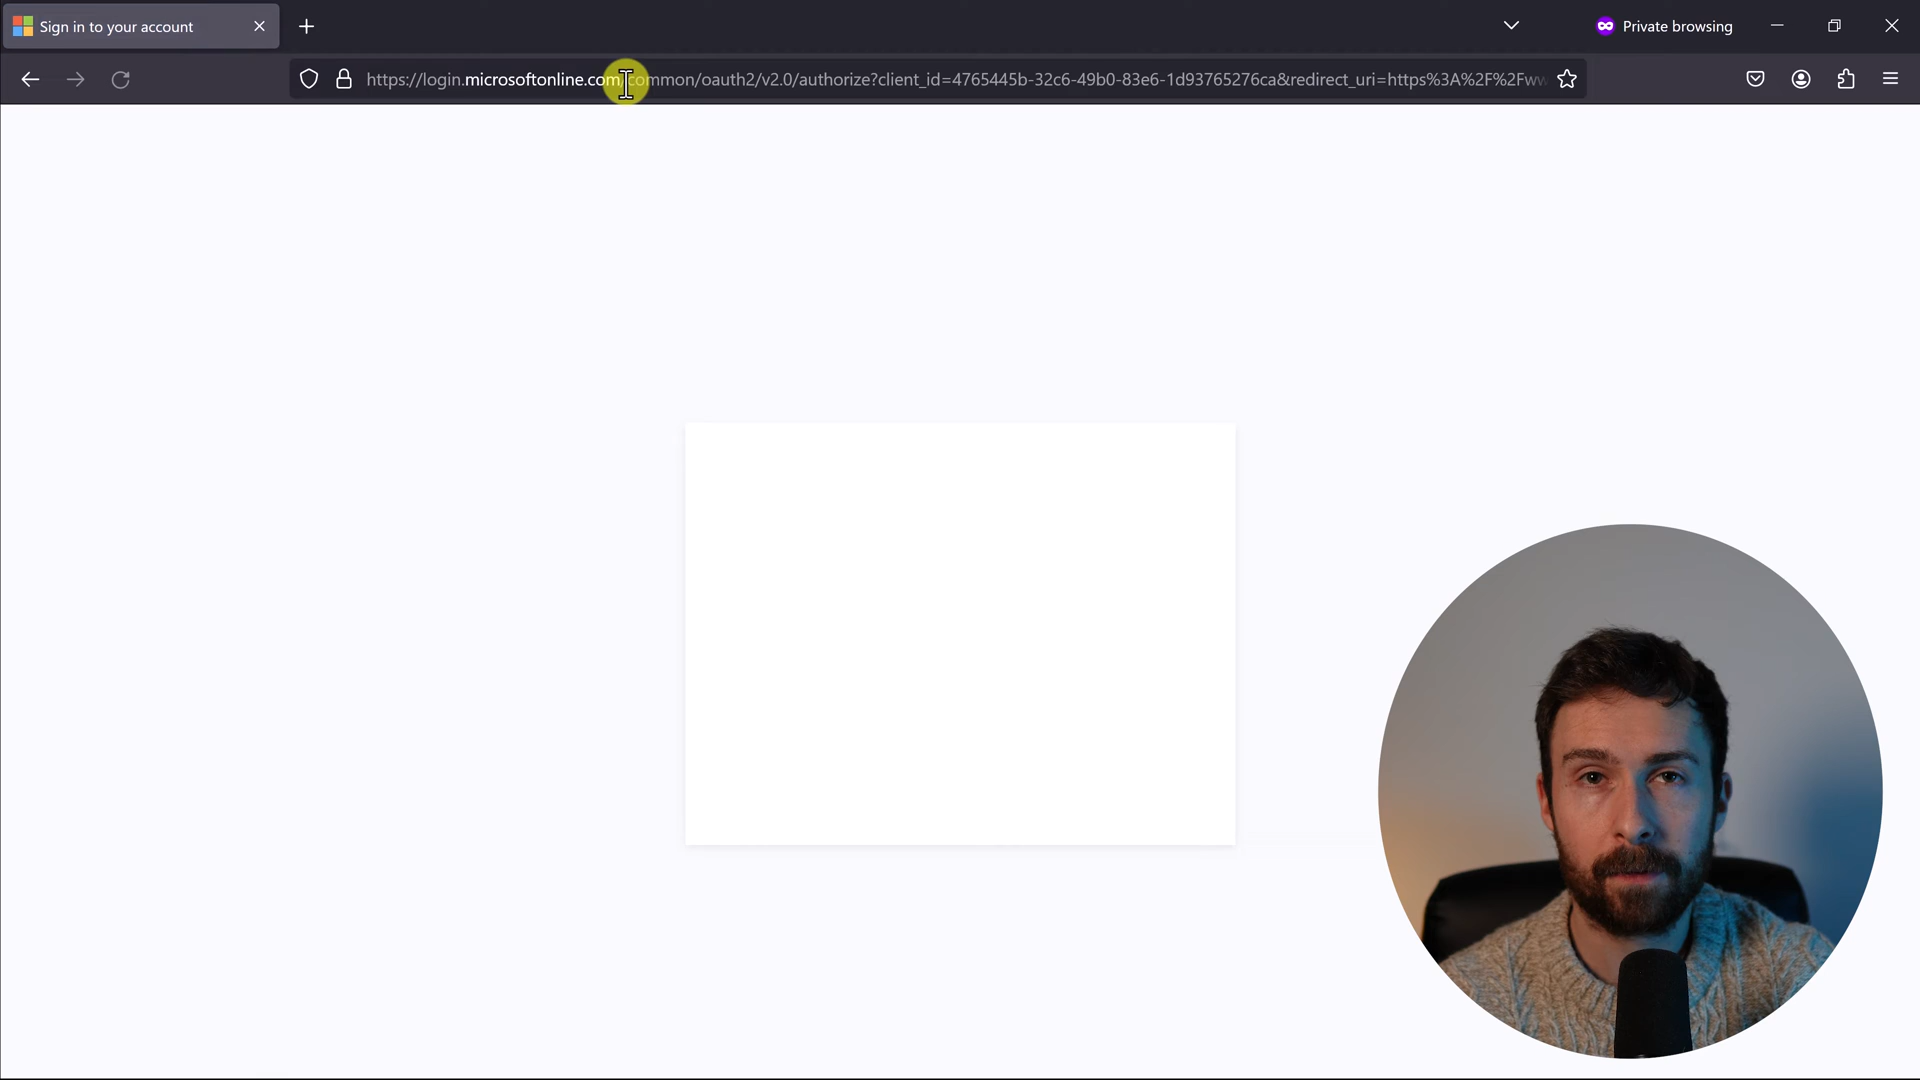 Sign in to your account
Private browsing
https://login.microsoftonline.com/common/oauth2/v2.0/authorize?client_id=4765445b-32c6-49b0-83e6-1d93765276ca&redirect_uri=https%3A%2F%2Fww